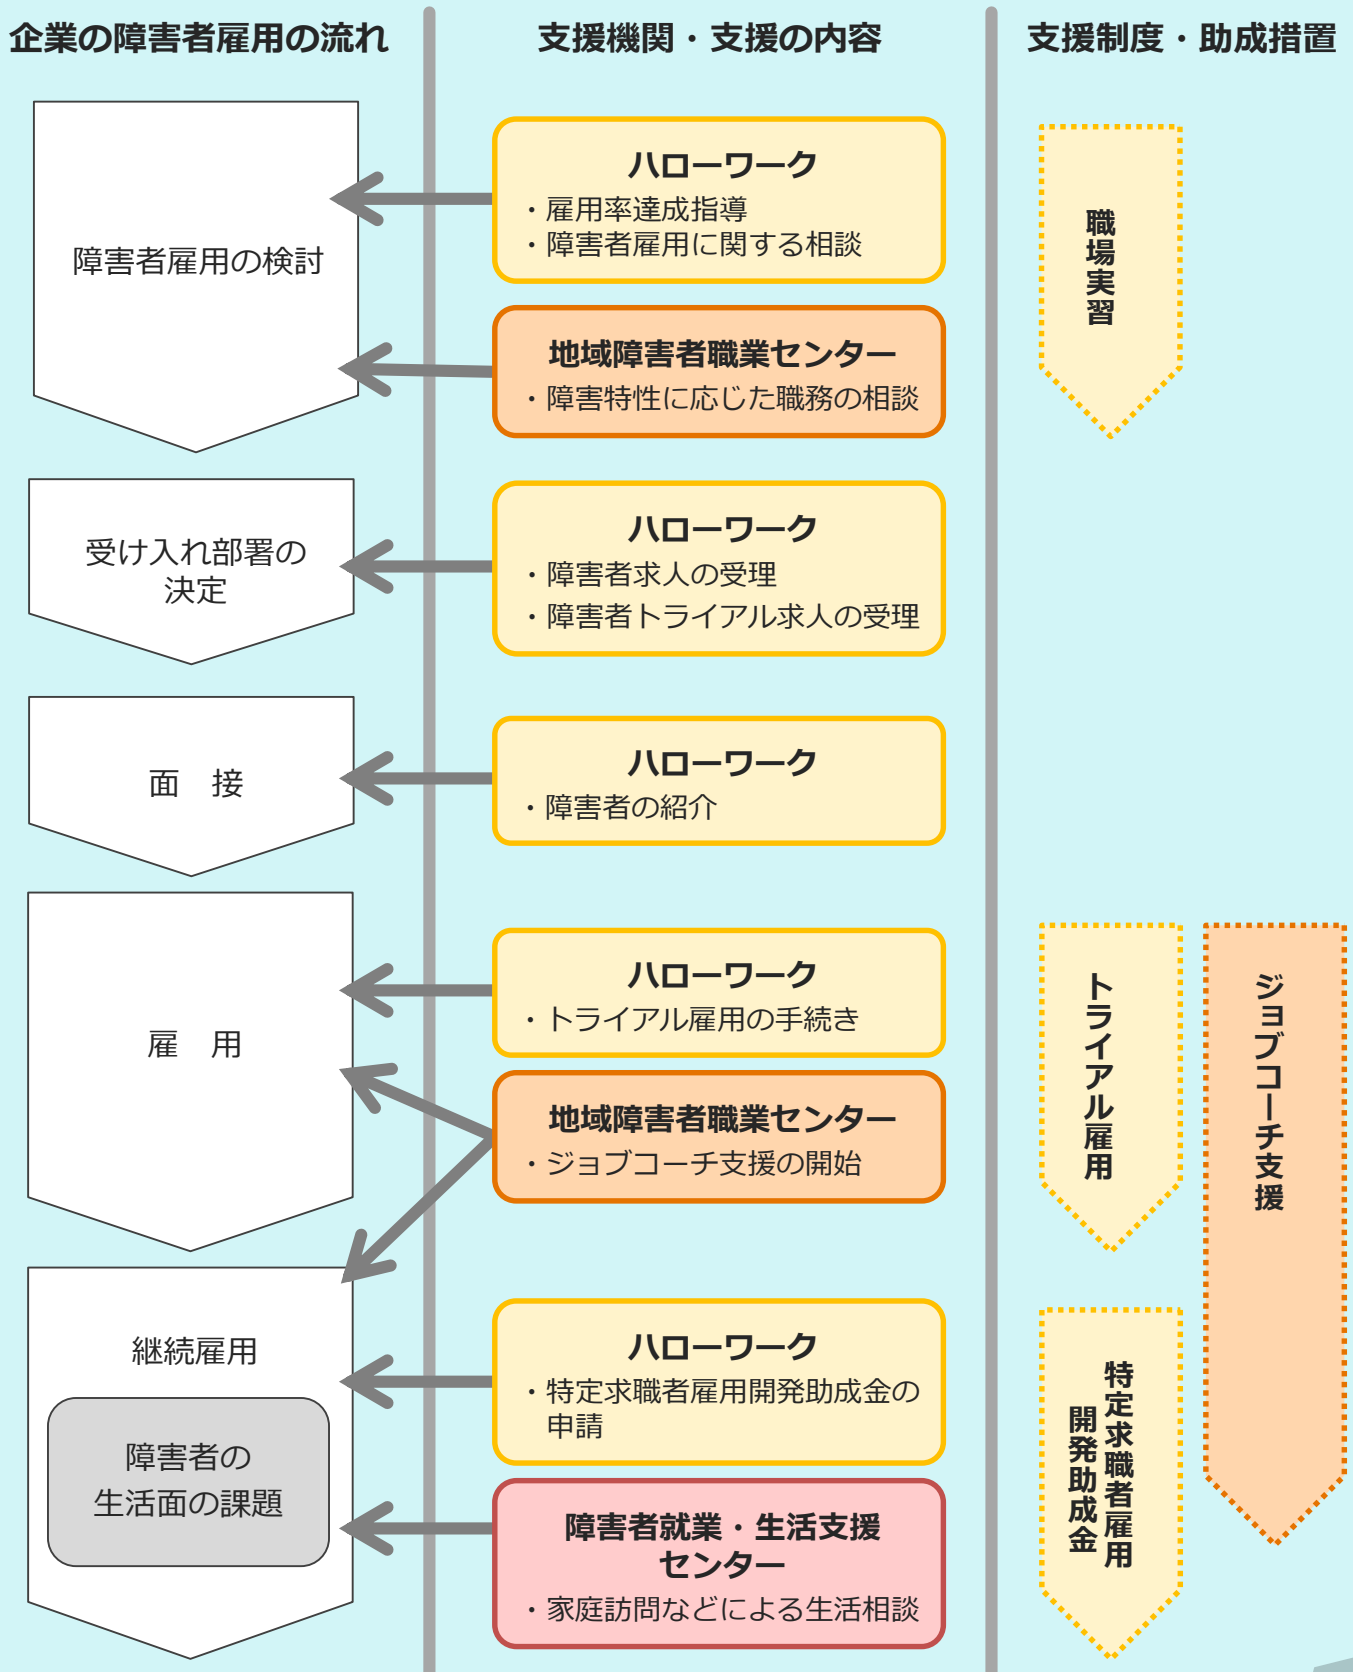 企業の障害者雇用の流れ
支援機関・支援の内容
支援制度・助成措置
障害者雇用の検討
ハローワーク
・雇用率達成指導
・障害者雇用に関する相談
地域障害者職業センター
・障害特性に応じた職務の相談
職場実習
受け入れ部署の
決定
ハローワーク
・障害者求人の受理
・障害者トライアル求人の受理
面　接
ハローワーク
・障害者の紹介
雇　用
ハローワーク
・トライアル雇用の手続き
地域障害者職業センター
・ジョブコーチ支援の開始
トライアル雇用
ジョブコーチ支援
継続雇用
障害者の
生活面の課題
ハローワーク
・特定求職者雇用開発助成金の
申請
障害者就業・生活支援
センター
・家庭訪問などによる生活相談
特定求職者雇用
開発助成金